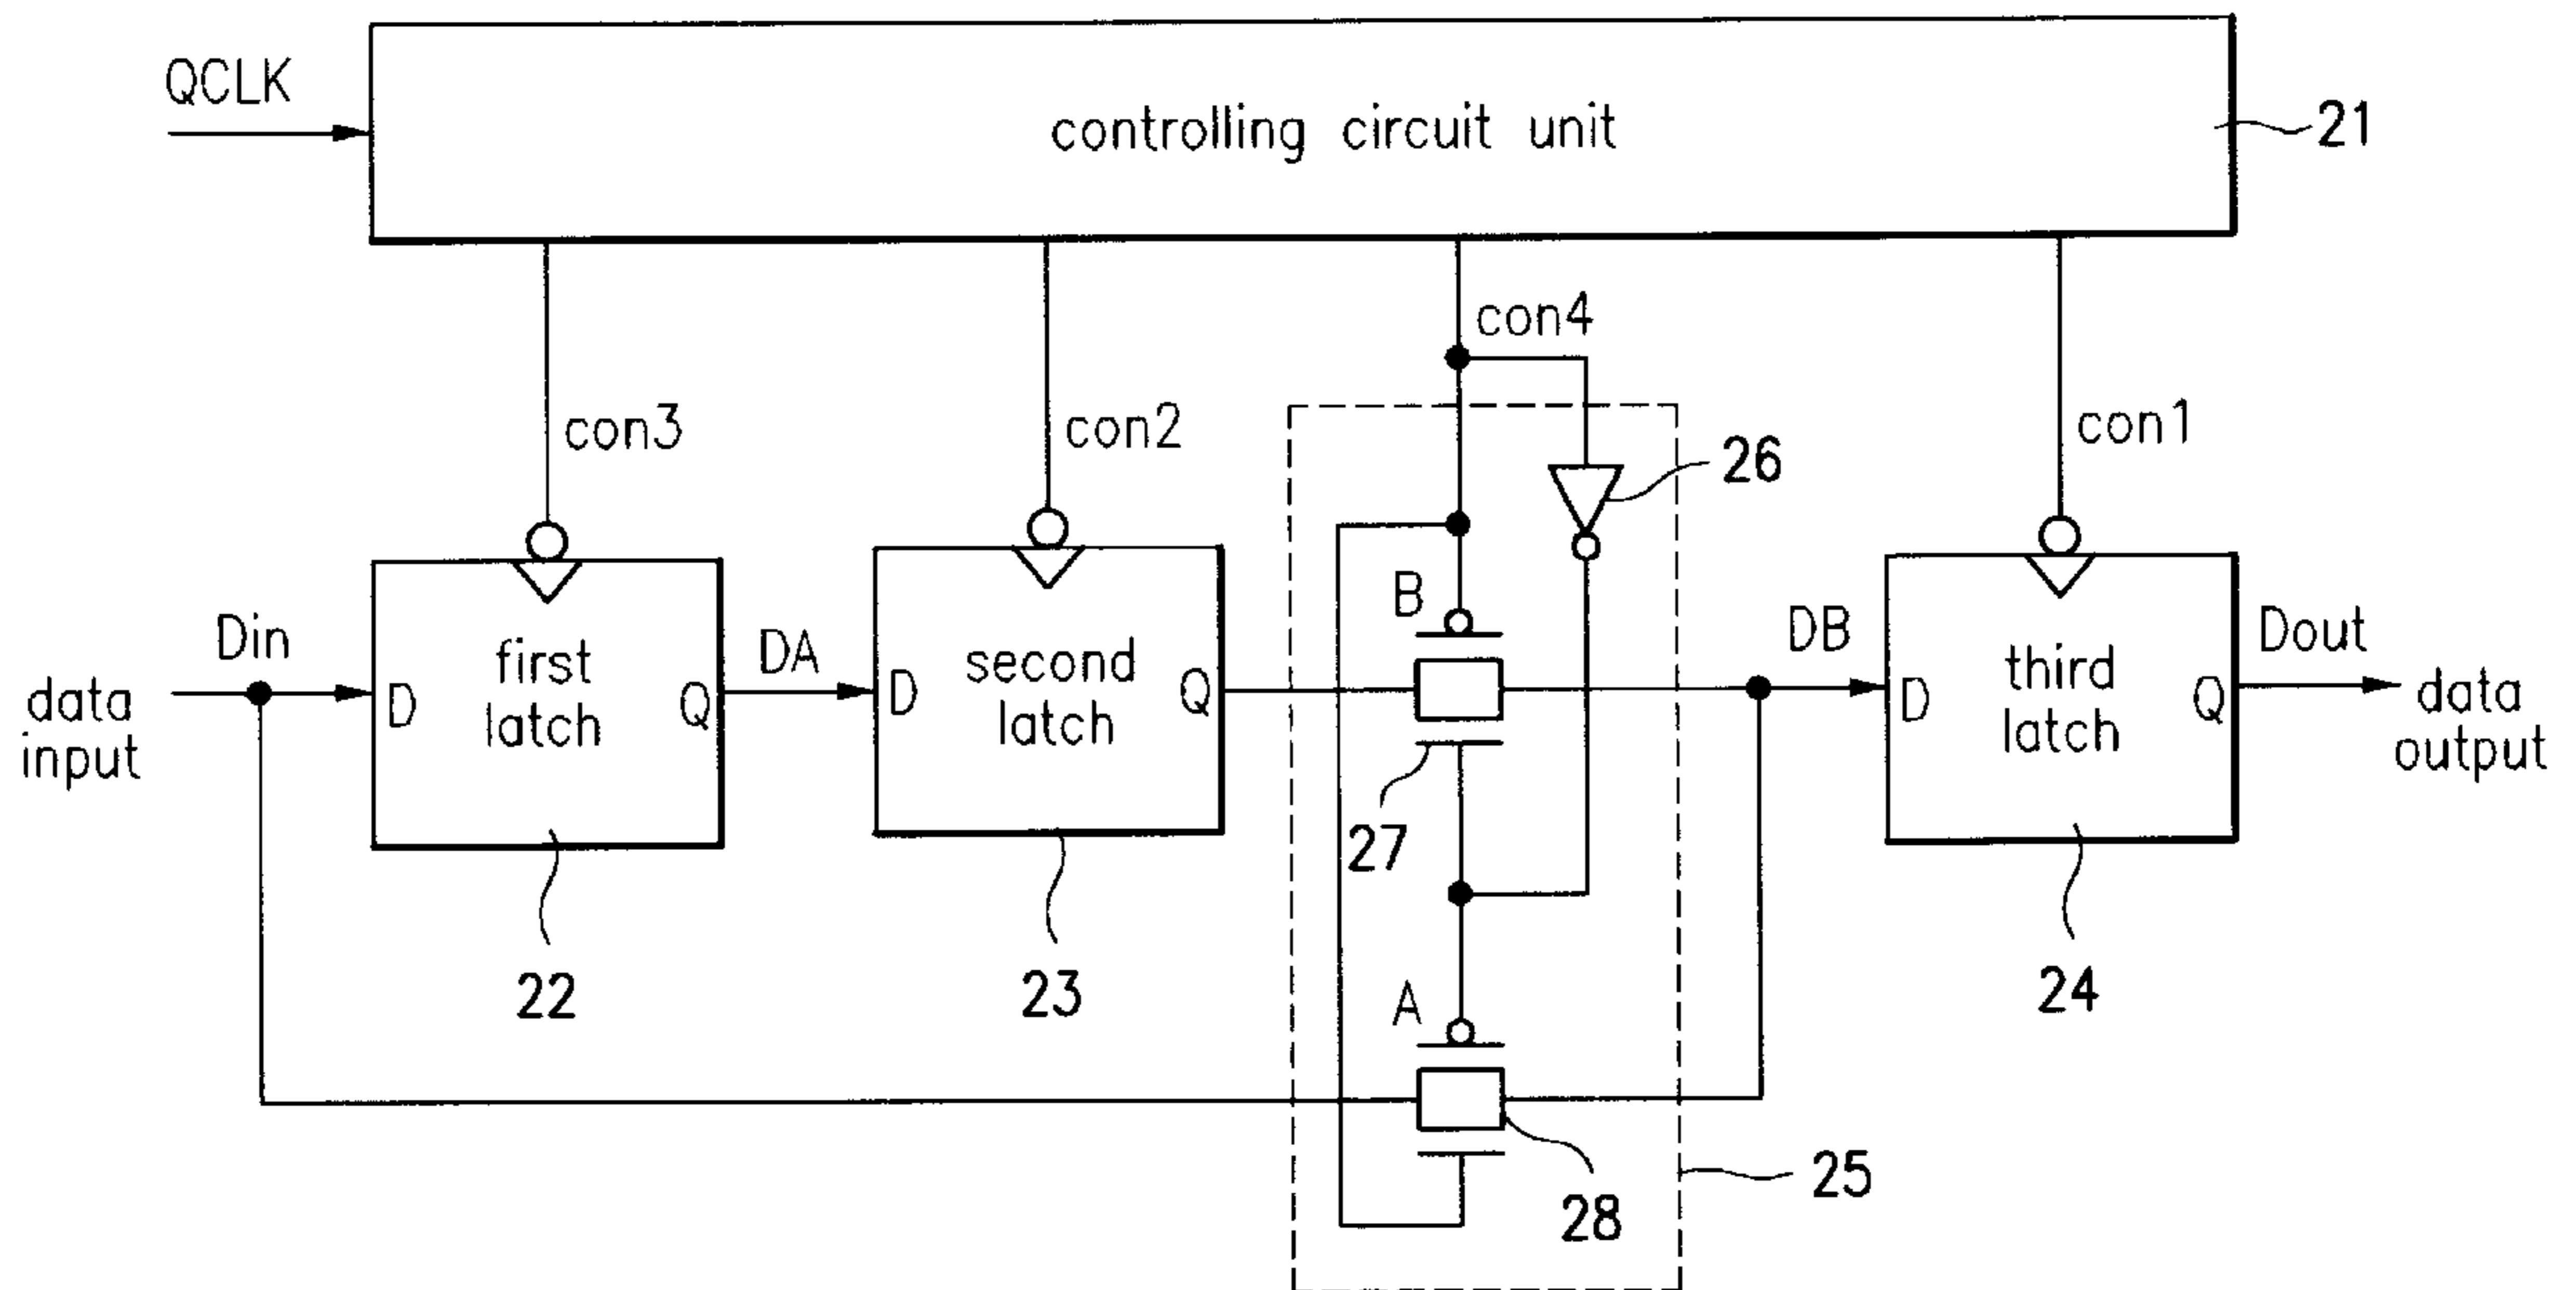 QCLK
controlling circuit unit
21
con4
con3
con2
con1
26
B
Din
DA
DB
Dout
data
input
D
first
latch
Q
D
second
latch
Q
D
third
latch
Q
data
output
27
22
23
A
24
28
25